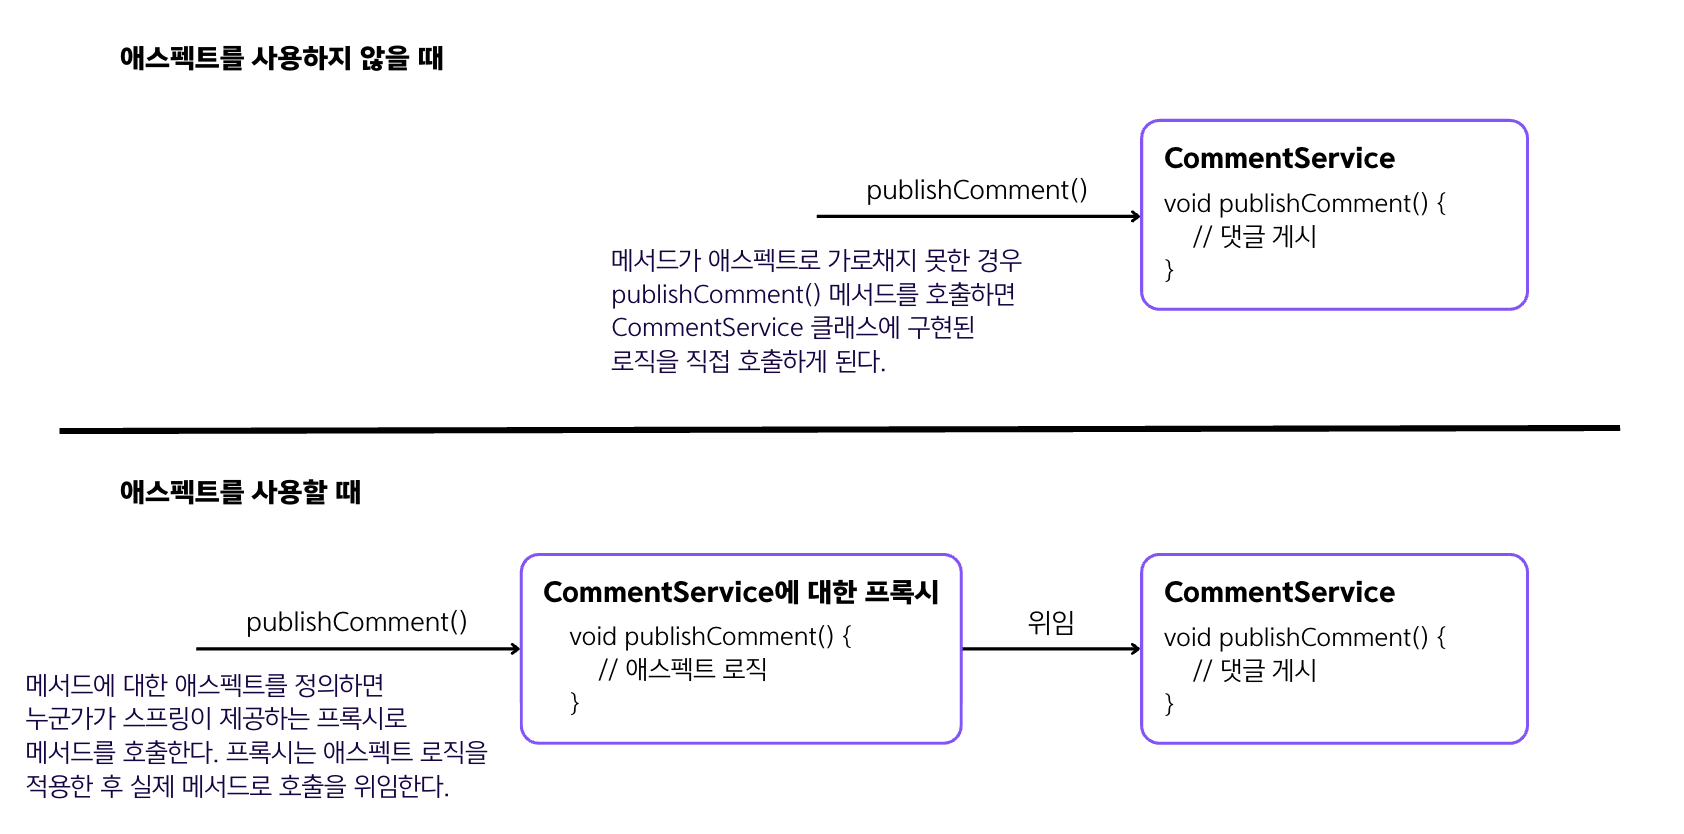 애스펙트를 사용하지 않을 때
publishComment()
메서드가 애스펙트로 가로채지 못한 경우
publishComment() 메서드를 호출하면
CommentService 클래스에 구현된
로직을 직접 호출하게 된다.
CommentService
void publishComment() {
// 댓글 게시
}
애스펙트를 사용할 때
publishComment()
메서드에 대한 애스펙트를 정의하면
누군가가 스프링이 제공하는 프록시로
메서드를 호출한다. 프록시는 애스펙트 로직을
적용한 후 실제 메서드로 호출을 위임한다.
CommentService에 대한 프록시
void publishComment() {
// 애스펙트 로직
}
위임
CommentService
void publishComment() {
// 댓글 게시
}